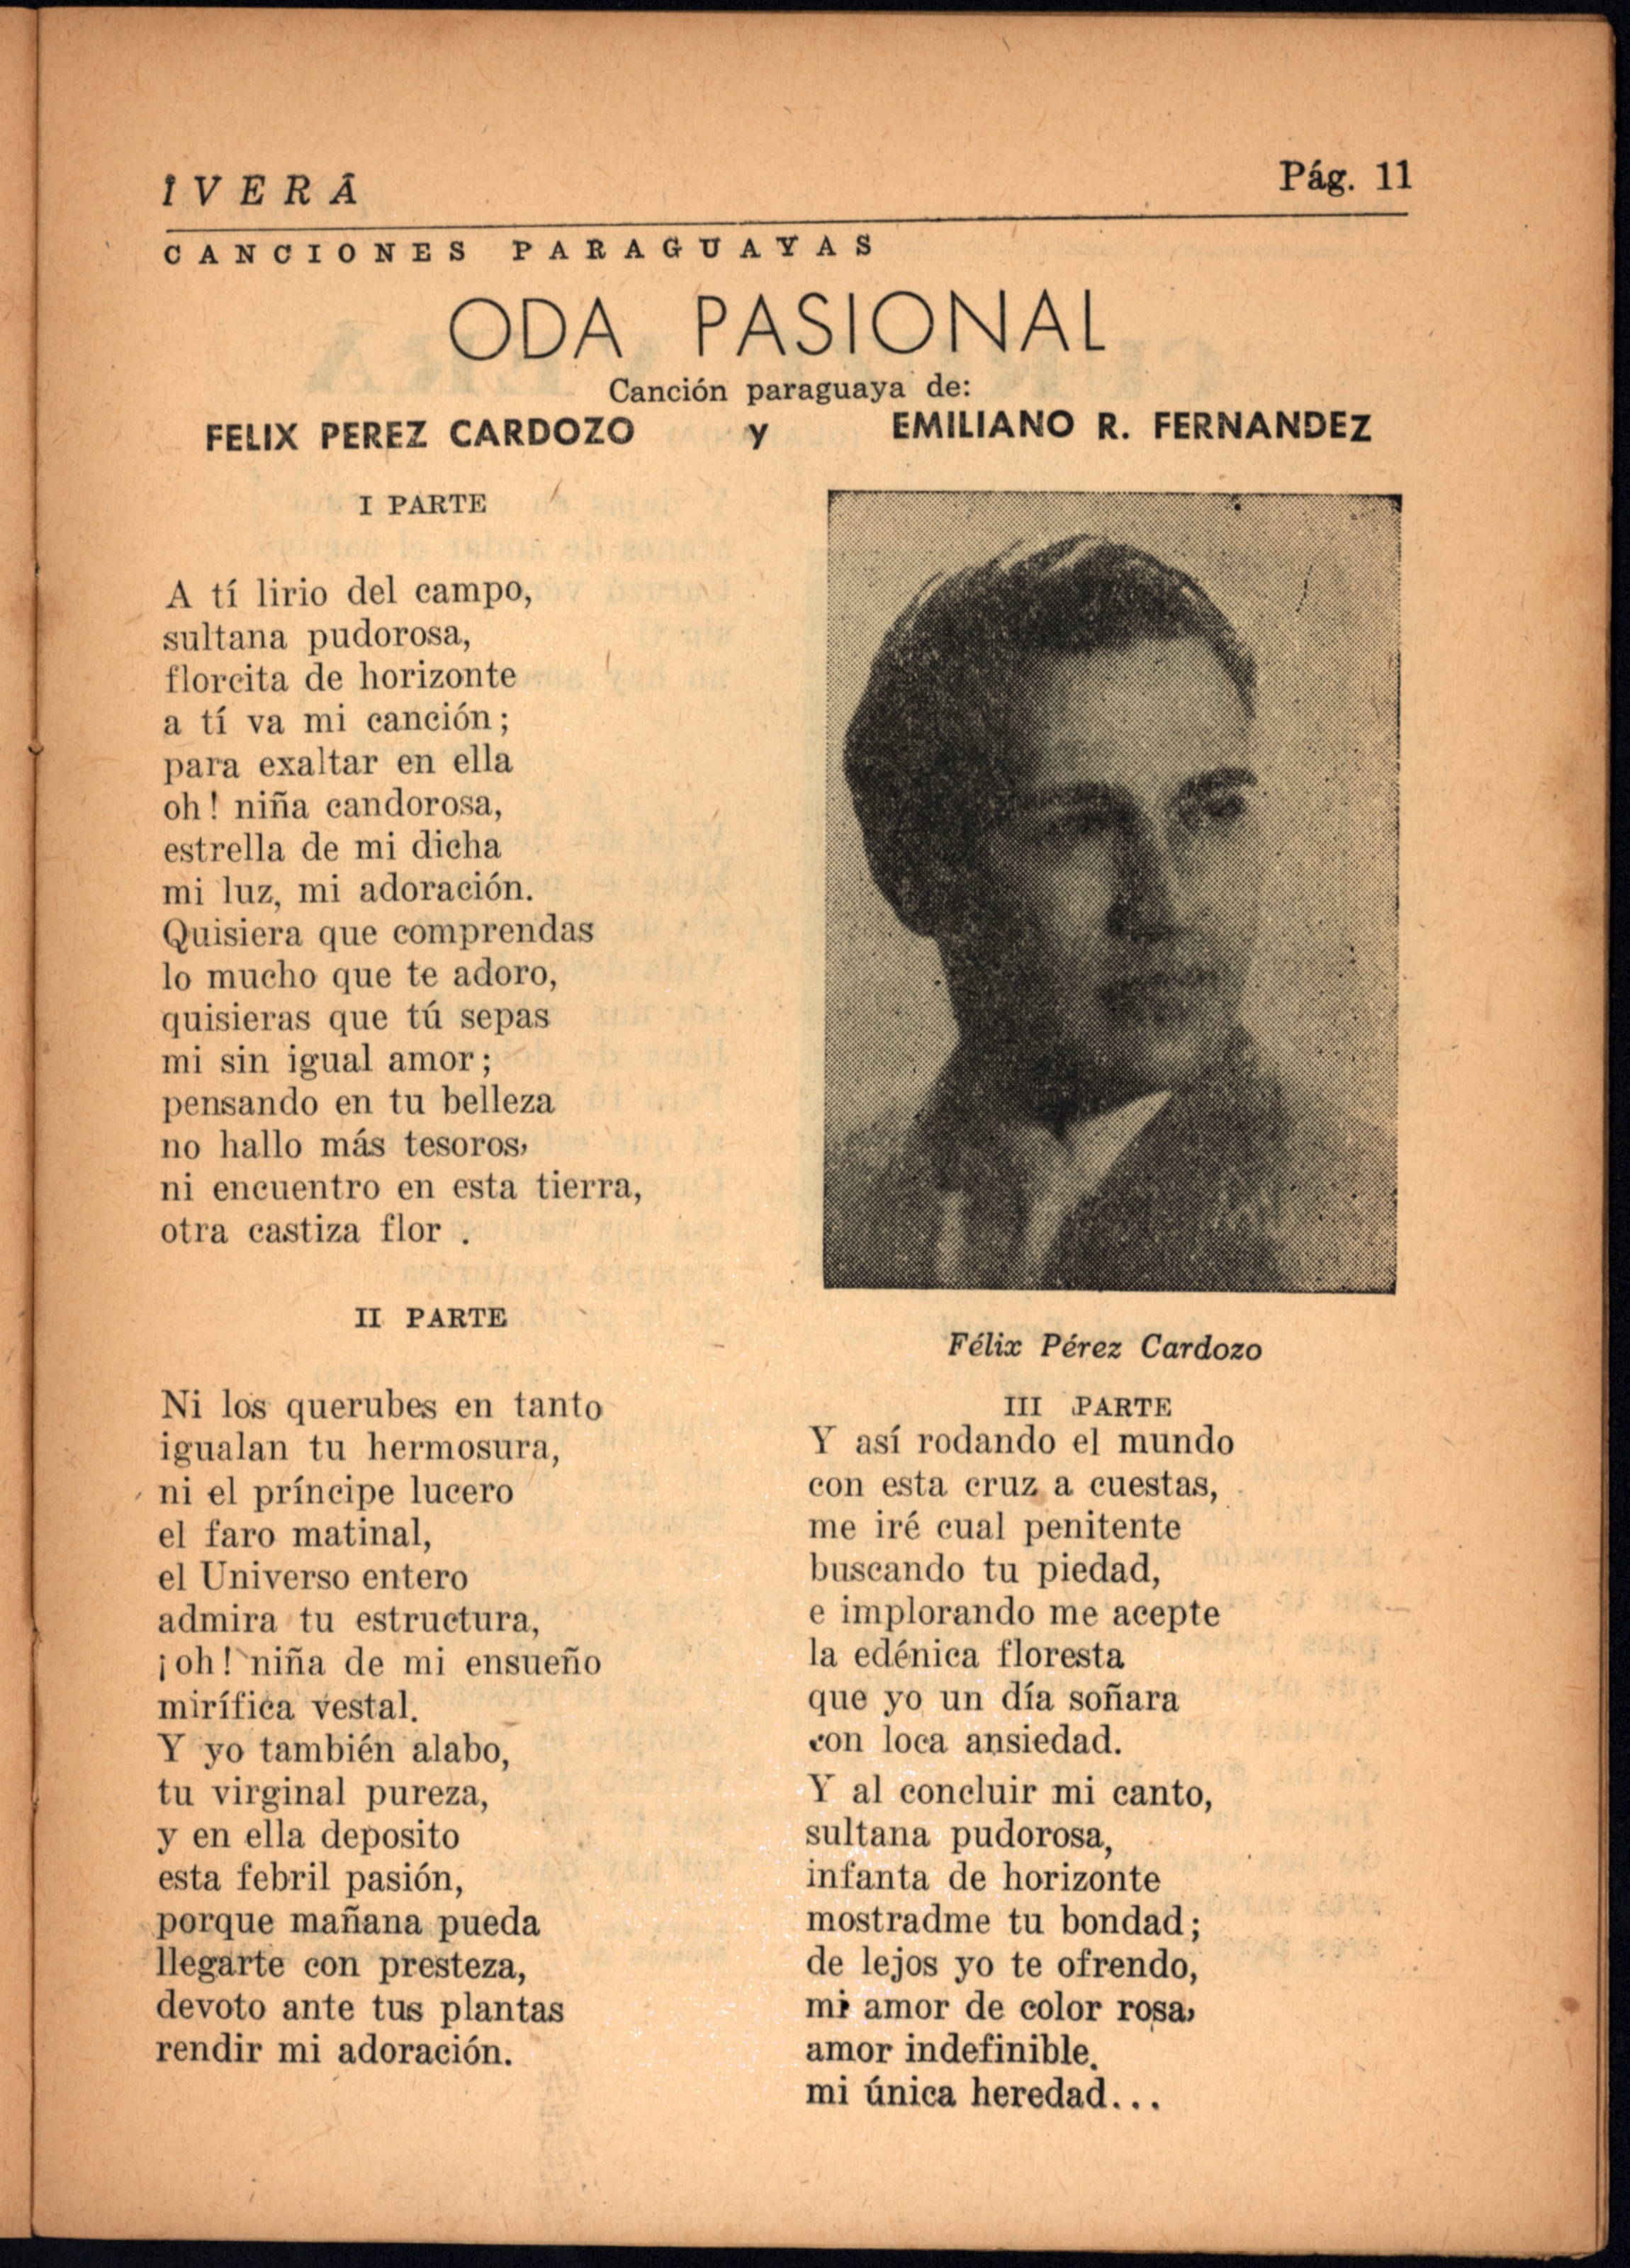 ÎVERÃ
Pág. 11
CANCIONES PARAGUAYAS
ODA PASIONAL
Canción paraguaya de:
FELIX PEREZ CARDOZO y EMILIANO R. FERNANDEZ
I PARTE
A tí lirio del campo,
sultana pudorosa,
florcita de horizonte
a tí va mi canción;
para exaltar en ella
oh! niña candorosa,
estrella de mi dicha
mi luz, mi adoración.
Quisiera que comprendas
lo mucho que te adoro,
quisieras que tú sepas
mi sin igual amor;
pensando en tu belleza
no hallo más tesoros,
ni encuentro en esta tierra,
otra castiza flor .
II PARTE
Ni los querubes en tanto
igualan tu hermosura,
ni el príncipe lucero
el faro matinal,
el Universo entero
admira tu estructura,
¡oh! niña de mi ensueño
mirífica vestal.
Y yo también alabo,
tu virginal pureza,
y en ella deposito
esta febril pasión,
porque mañana pueda
llegarte con presteza,
devoto ante tus plantas
rendir mi adoración.
Félix Pérez Cardozo
III PARTE
Y así rodando el mundo
con esta cruz a cuestas,
me iré cual penitente
buscando tu piedad,
e implorando me acepte
la edénica floresta
que yo un día soñara
con loca ansiedad.
Y al concluir mi canto,
sultana pudorosa,
infanta de horizonte
mostradme tu bondad;
de lejos yo te ofrendo,
mi amor de color rosa,
amor indefinible.
mi única heredad...